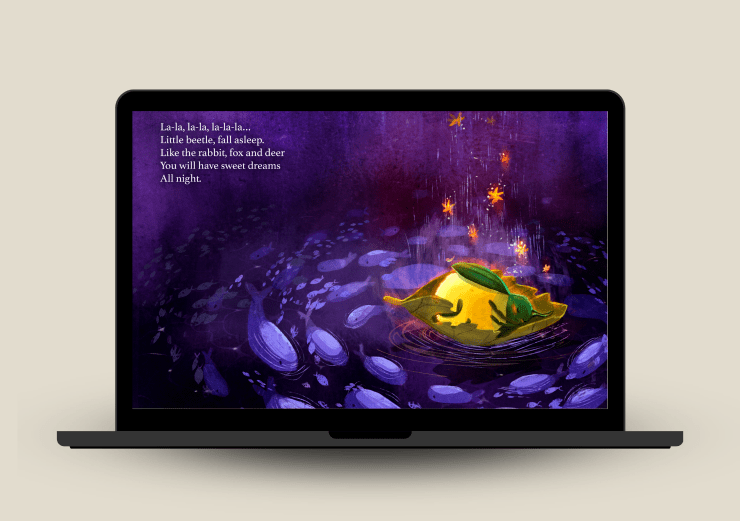 La-la, la-la, la-la-la...
Little beetle, fall asleep.
Like the rabbit, fox and deer
You will have sweet dreams
All night.